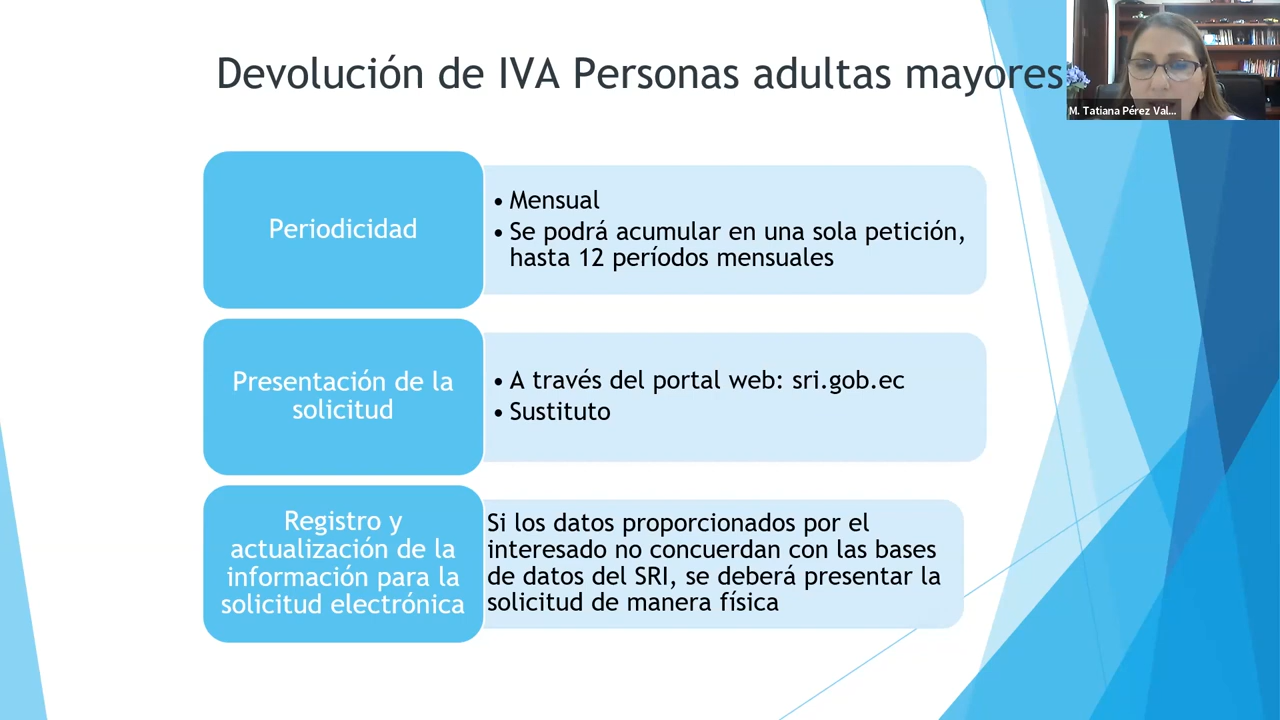 Devolución de IVA Personas adultas mayores
M. Tatiana Pérez Val...
Periodicidad
• Mensual
• Se podrá acumular en una sola petición,
hasta 12 períodos mensuales
Presentación de la
solicitud
• A través del portal web: sri.gob.ec
• Sustituto
Registro y
actualización de la
información para la
solicitud electrónica
Si los datos proporcionados por el
interesado no concuerdan con las bases
de datos del SRI, se deberá presentar la
solicitud de manera física